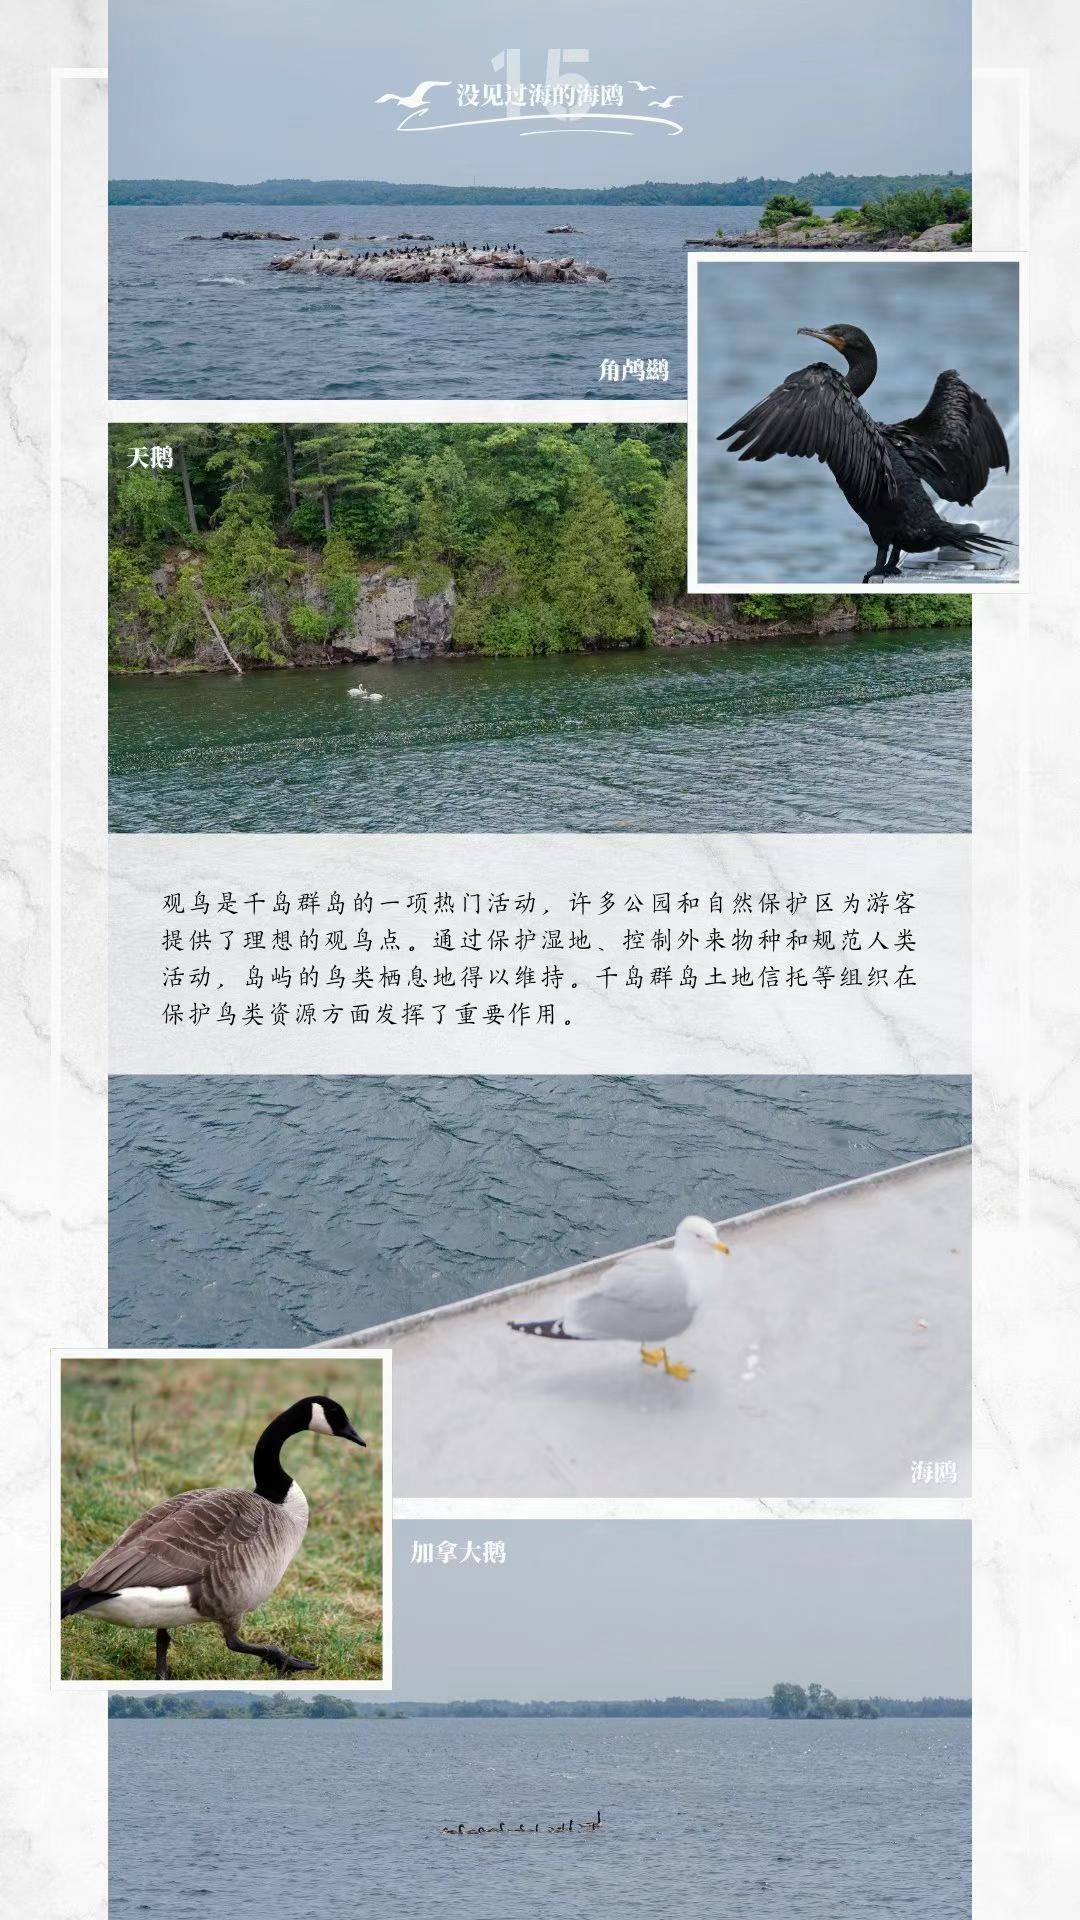 15
没见过海的海鸥
角鸬鹚
天鹅
观鸟是千岛群岛的一项热门活动，许多公园和自然保护区为游客
提供了理想的观鸟点。通过保护湿地、控制外来物种和规范人类
活动，岛屿的鸟类栖息地得以维持。千岛群岛土地信托等组织在
保护鸟类资源方面发挥了重要作用。
海鸥
加拿大鹅